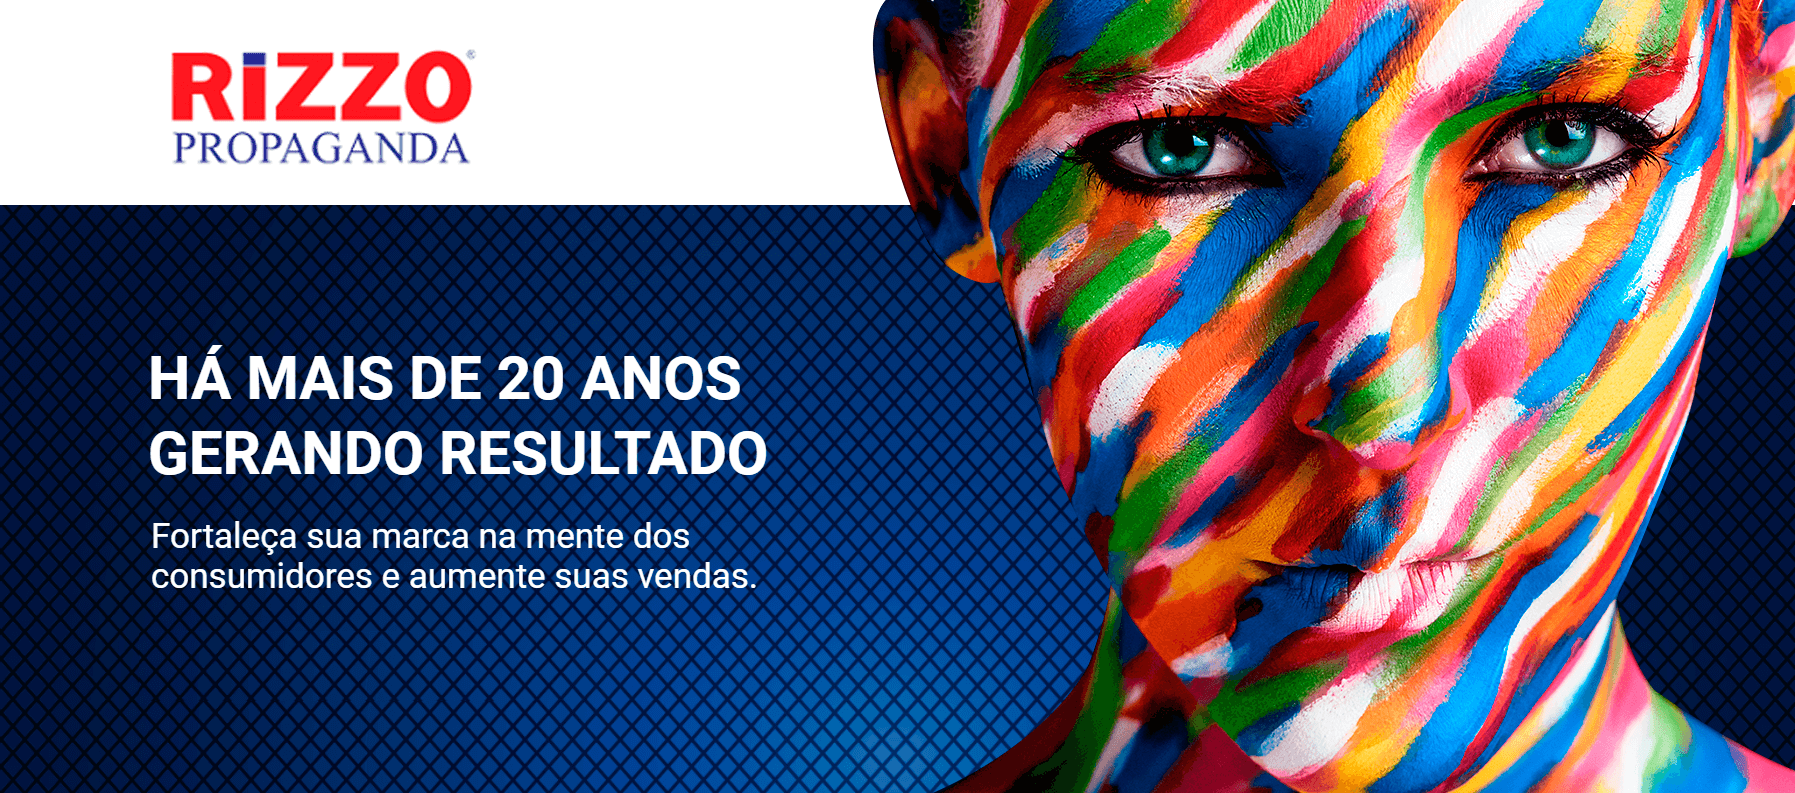 RiZZO®
PROPAGANDA
HÁ MAIS DE 20 ANOS
GERANDO RESULTADO
Fortaleça sua marca na mente dos
consumidores e aumente suas vendas.